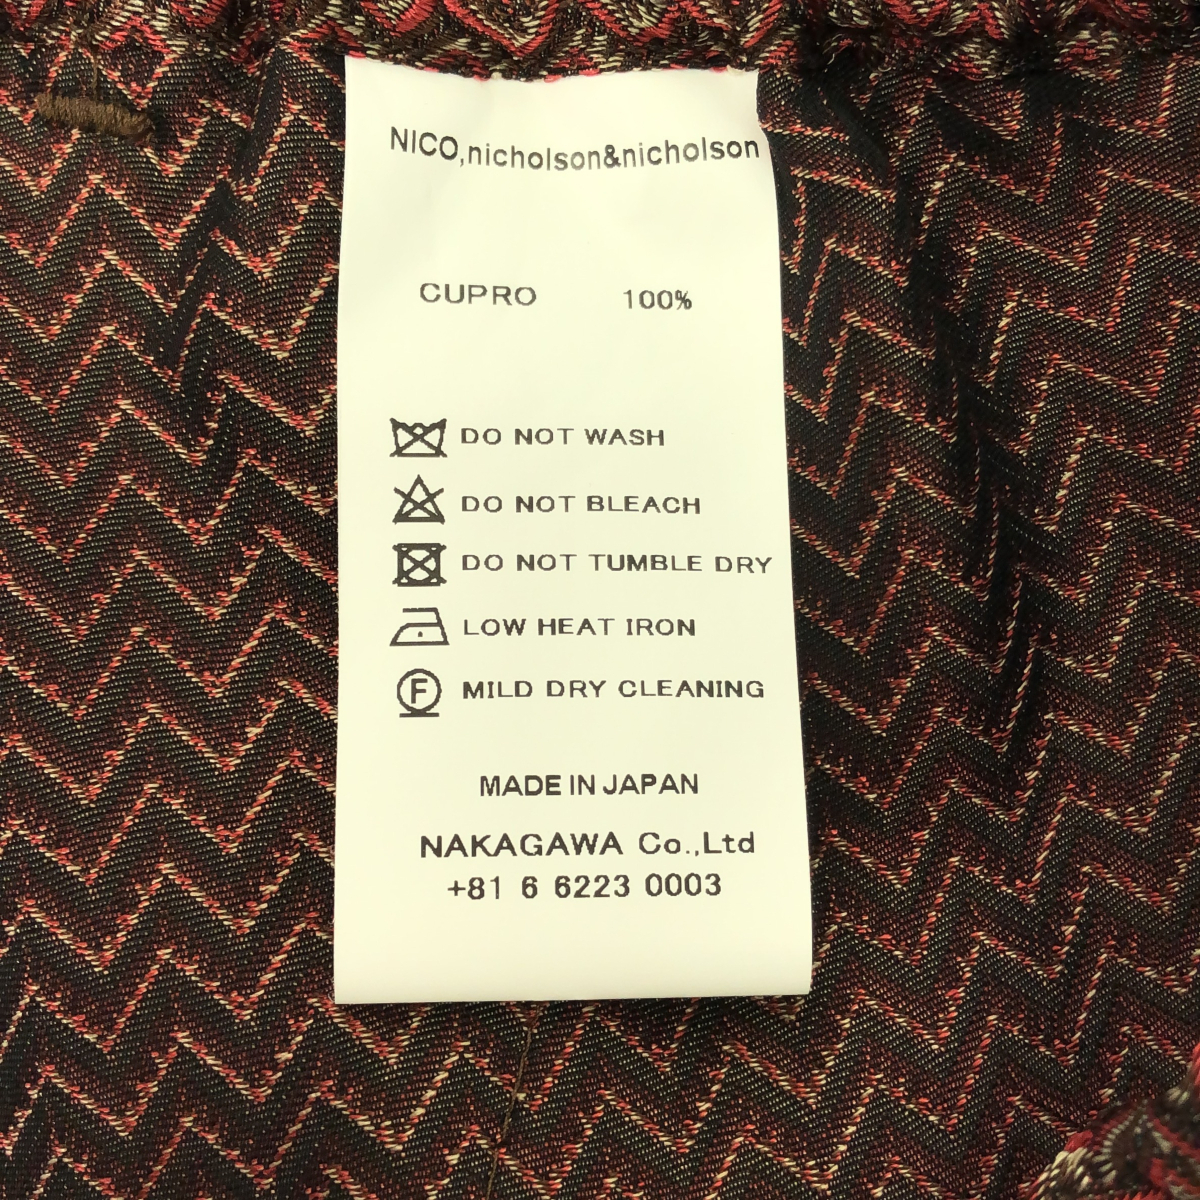 NICO,nicholson&nicholson
CUPRO 100%
DO NOT WASH
DO NOT BLEACH
DO NOT TUMBLE DRY
LOW HEAT IRON
F MILD DRY CLEANING
MADE IN JAPAN
NAKAGAWA Co.,Ltd
+81 6 6223 0003